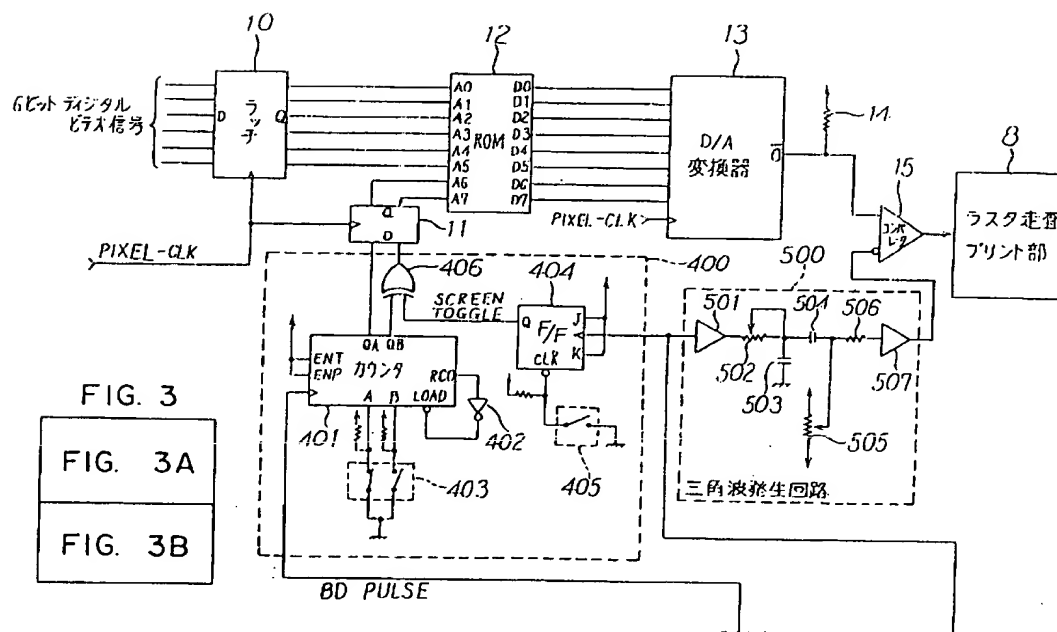 10
12
13
6ビット ディジタル
ビデオ信号
D
ラッチ
Q
A0
A1
A2
A3
A4
A5
A6
A7
ROM
D0
D1
D2
D3
D4
D5
D6
D7
D/A
変換器
O
14
15
コンパレータ
8
ラスタ走査
プリント部
PIXEL-CLK
PIXEL-CLK
Q
D
11
406
SCREEN
TOGGLE
404
400
Q
F/F
J
K
CLK
405
ENT
ENP
QA
QB
カウンタ
RCO
A
B
LOAD
401
402
403
500
501
502
503
504
505
506
507
三角波発生回路
FIG. 3
FIG. 3A
FIG. 3B
BD PULSE